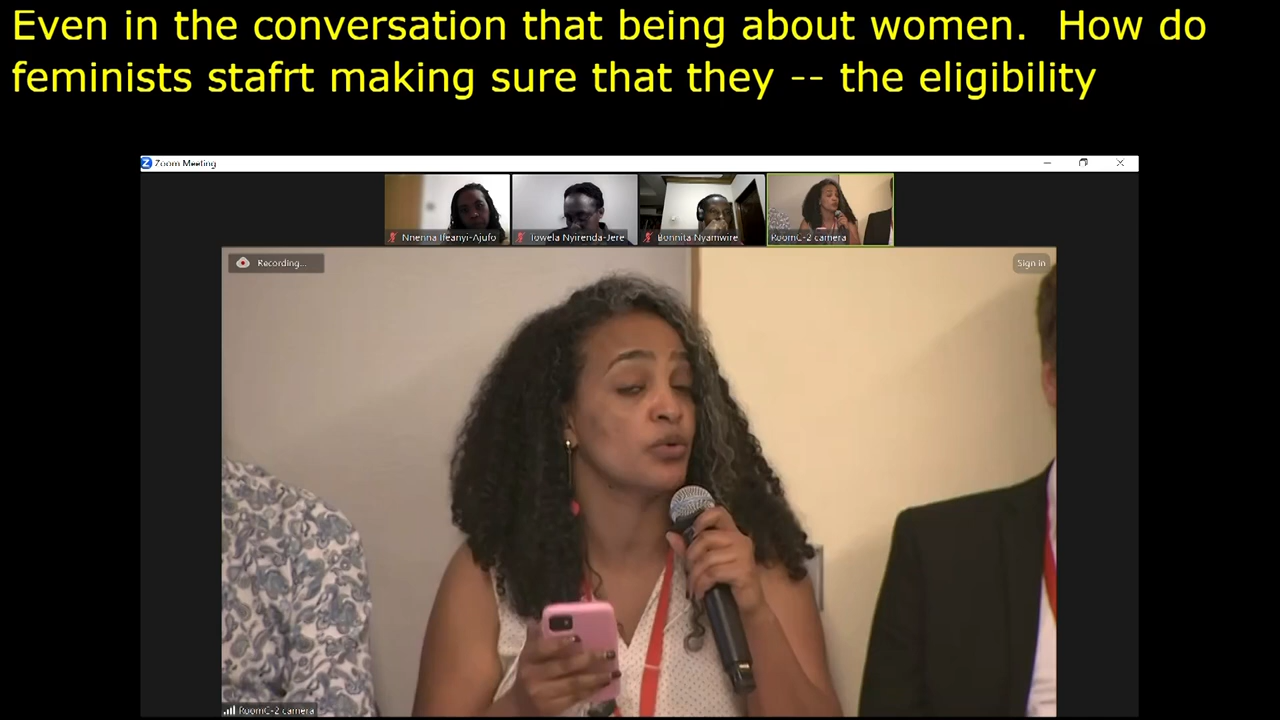 Even in the conversation that being about women.  How do
feminists stafrt making sure that they -- the eligibility
Zoom Meeting
Nnenna Ifeanyi-Ajufo
Towela Nyirenda-Jere
Bonnita Nyamwire
RoomC-2 camera
Recording...
Sign in
RoomC-2 camera